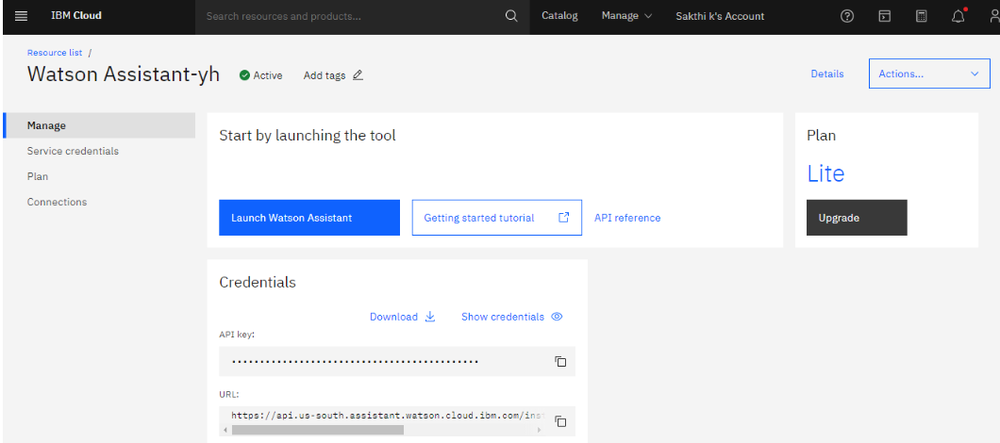 IBM Cloud
Search resources and products...
Catalog
Manage
Sakthi k's Account
Resource list /
Watson Assistant-yh
Active
Add tags
Details
Actions...
Manage
Service credentials
Plan
Connections
Start by launching the tool
Launch Watson Assistant
Getting started tutorial
API reference
Plan
Lite
Upgrade
Credentials
Download
Show credentials
API key:
URL:
https://api.us-south.assistant.watson.cloud.ibm.com/ins